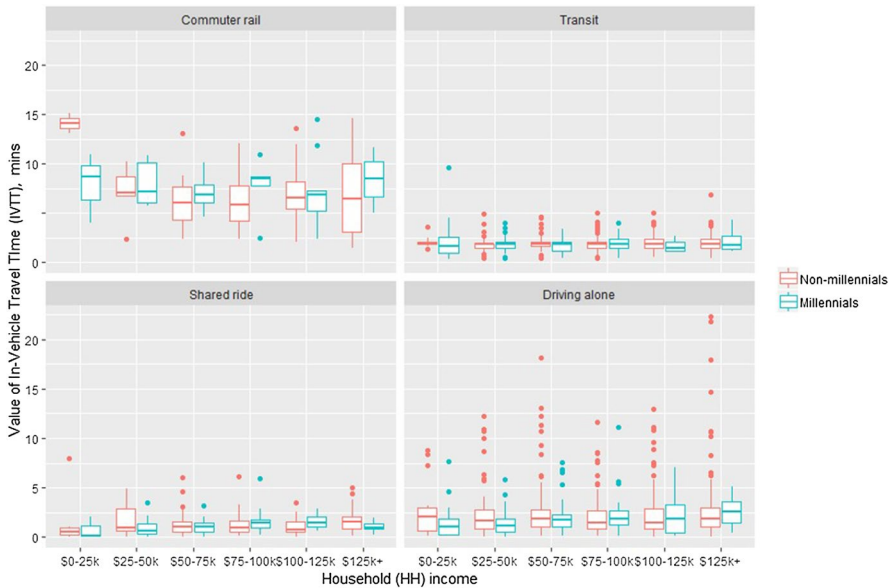 Commuter rail
Transit
20
15
10
5
0
Shared ride
Driving alone
20
15
10
5
0
Value of In-Vehicle Travel Time (IVTT), mins
Non-millennials
Millennials
$0-25k $25-50k $50-75k $75-100k $100-125k $125k+
$0-25k $25-50k $50-75k $75-100k $100-125k $125k+
Household (HH) income